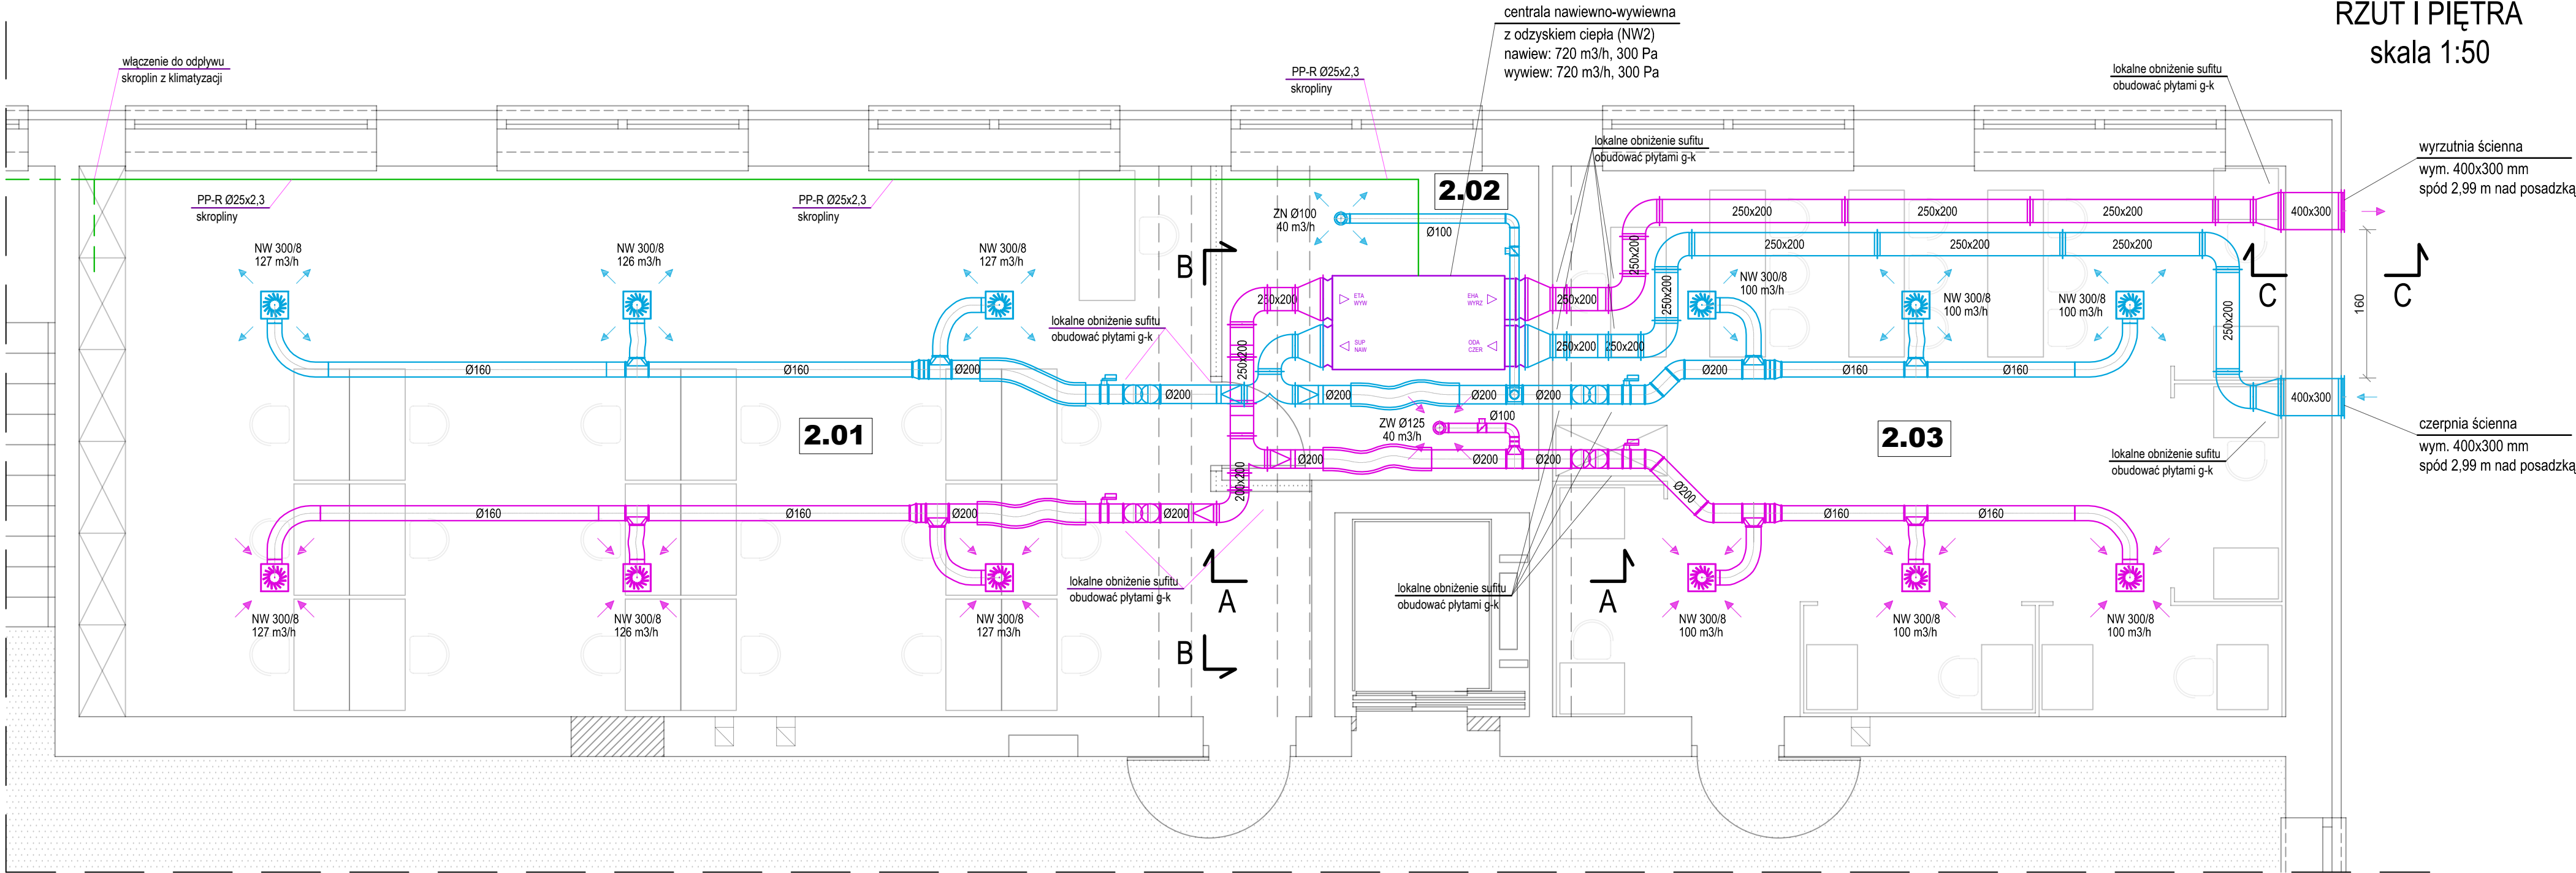 RZUT I PIĘTRA
skala 1:50
centrala nawiewno-wywiewna
z odzyskiem ciepła (NW2)
nawiew: 720 m3/h, 300 Pa
wywiew: 720 m3/h, 300 Pa
włączenie do odpływu
skroplin z klimatyzacji
PP-R Ø25x2,3
skropliny
lokalne obniżenie sufitu
obudować płytami g-k
lokalne obniżenie sufitu
obudować płytami g-k
wyrzutnia ścienna
wym. 400x300 mm
spód 2,99 m nad posadzką
PP-R Ø25x2,3
skropliny
PP-R Ø25x2,3
skropliny
2.02
ZN Ø100
40 m3/h
Ø100
250x200
250x200
250x200
400x300
250x200
250x200
250x200
NW 300/8
127 m3/h
NW 300/8
126 m3/h
NW 300/8
127 m3/h
B
250x200
250x200
NW 300/8
100 m3/h
NW 300/8
100 m3/h
NW 300/8
100 m3/h
C
C
160
250x200
ETA
WYW
EHA
WYRZ
250x200
lokalne obniżenie sufitu
obudować płytami g-k
250x200
SUP
NAW
ODA
CZER
250x200
250x200
250x200
Ø160
Ø160
Ø200
Ø200
Ø160
Ø160
Ø200
Ø200
Ø200
Ø200
400x300
2.01
ZW Ø125
40 m3/h
Ø100
2.03
czerpnia ścienna
wym. 400x300 mm
spód 2,99 m nad posadzką
lokalne obniżenie sufitu
obudować płytami g-k
Ø200
Ø200
Ø200
200x200
Ø200
Ø160
Ø160
Ø200
Ø200
Ø160
Ø160
lokalne obniżenie sufitu
obudować płytami g-k
A
lokalne obniżenie sufitu
obudować płytami g-k
A
NW 300/8
127 m3/h
NW 300/8
126 m3/h
NW 300/8
127 m3/h
NW 300/8
100 m3/h
NW 300/8
100 m3/h
NW 300/8
100 m3/h
B